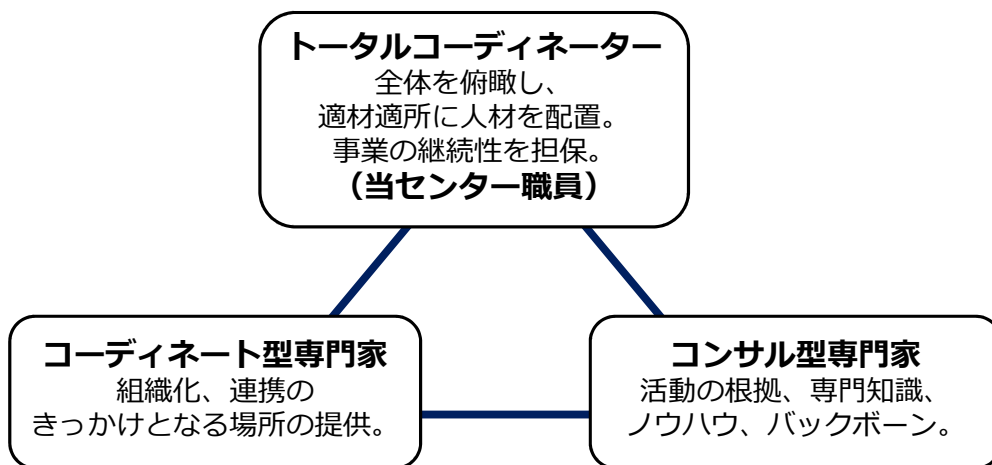 トータルコーディネーター
全体を俯瞰し、
適材適所に人材を配置。
事業の継続性を担保。
（当センター職員）
コーディネート型専門家
組織化、連携の
きっかけとなる場所の提供。
コンサル型専門家
活動の根拠、専門知識、
ノウハウ、バックボーン。